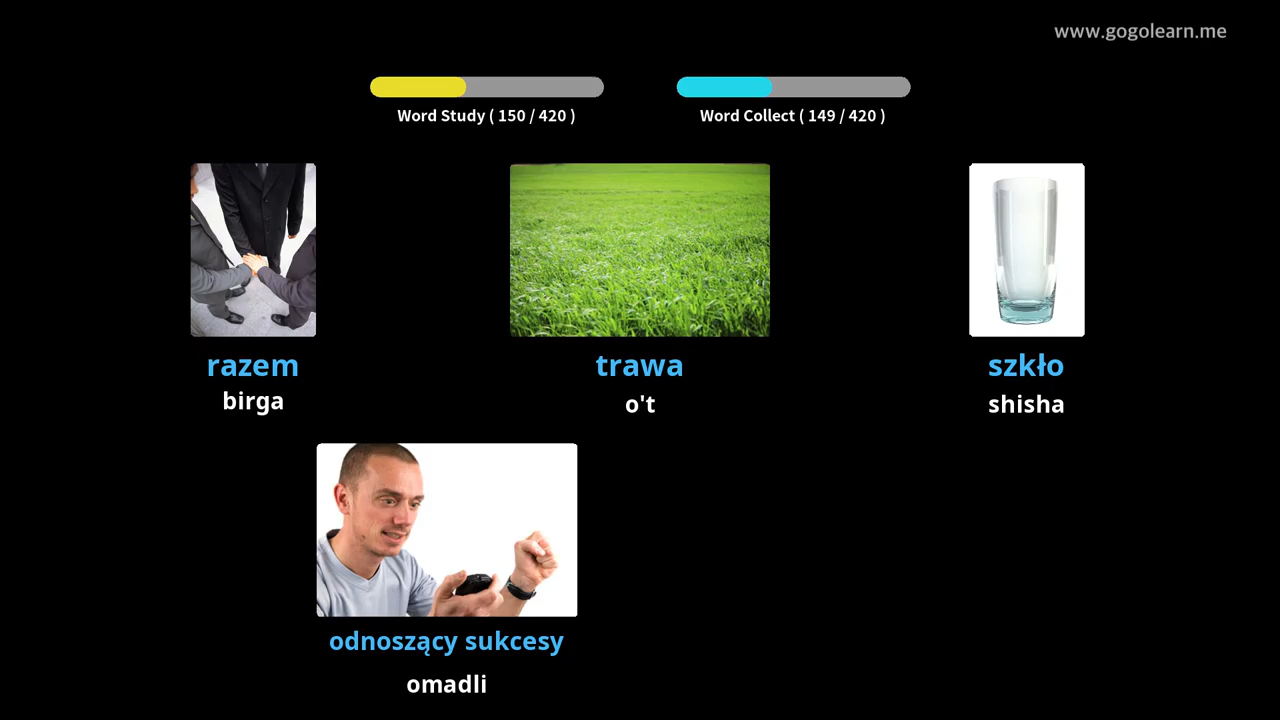 www.gogolearn.me
Word Study ( 150 / 420 )
Word Collect ( 149 / 420 )
razem
birga
trawa
o't
szkło
shisha
odnoszący sukcesy
omadli